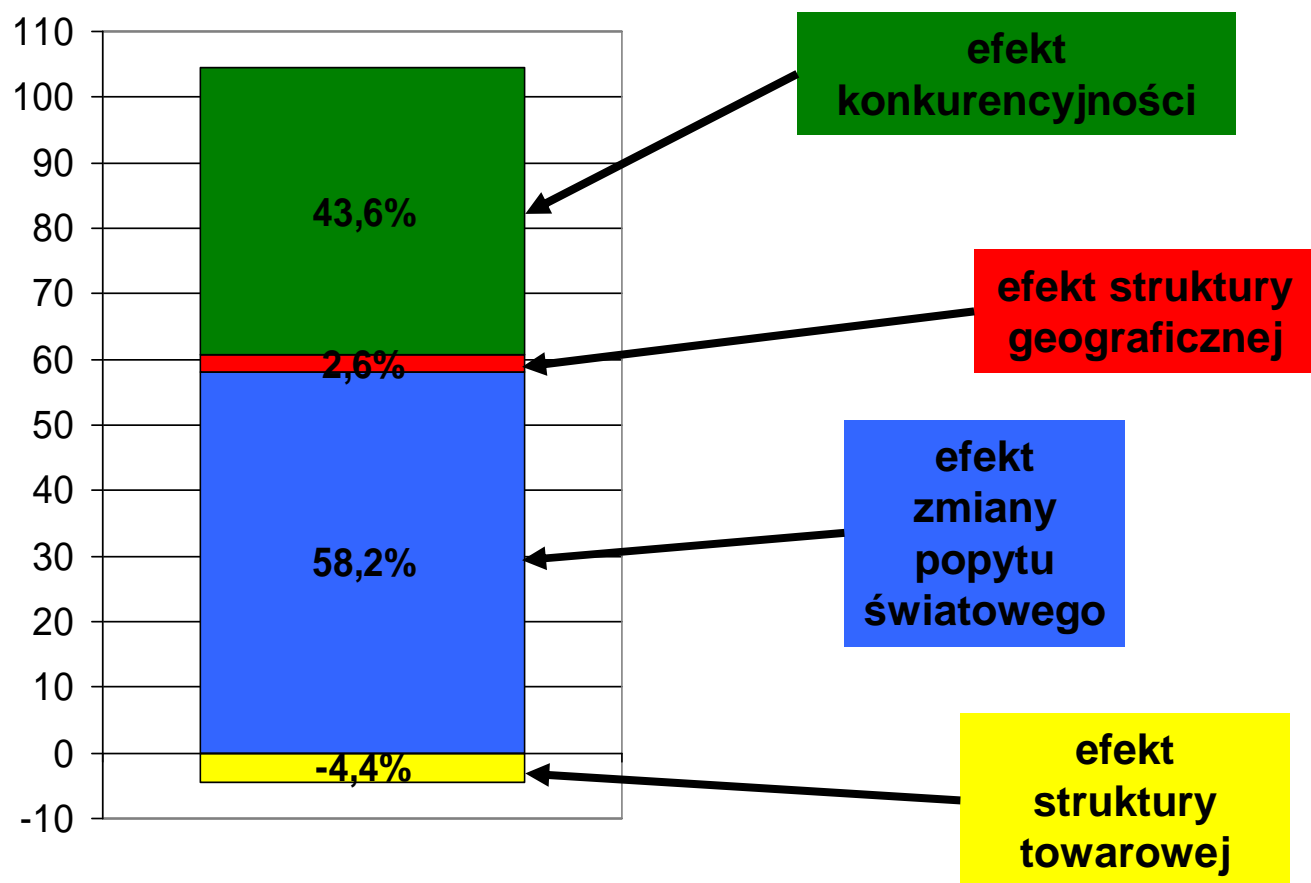 110
100
90
80
70
60
50
40
30
20
10
0
-10
43,6%
2,6%
58,2%
-4,4%
efekt
konkurencyjności
efekt struktury
geograficznej
efekt
zmiany
popytu
światowego
efekt
struktury
towarowej